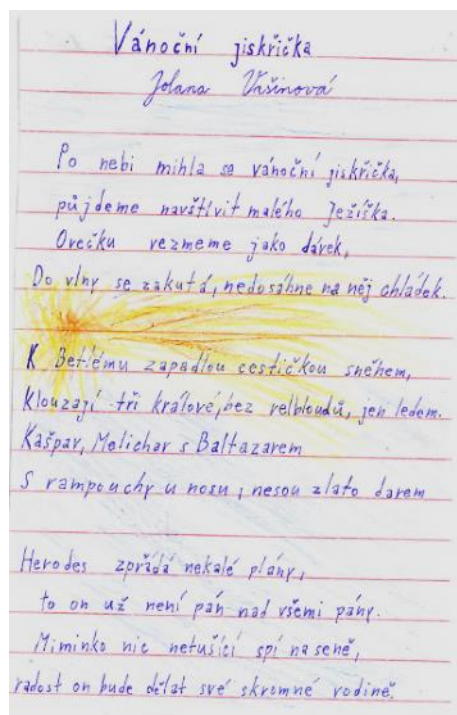 Vánoční jiskřička
Jolana Vašinová
Po nebi mihla se vánoční jiskřička,
půjdeme navštívit malého Ježíška.
Ovečku vezmeme jako dárek,
Do vlny se zakutá, nedosáhne na něj chládek.
K Betlému zapadlou cestičkou sněhem,
Klouzají tři králové, bez velbloudů, jen ledem.
Kašpar, Melichar s Baltazarem
S rampouchy u nosu, nesou zlato darem
Herodes zpřádá nekalé plány,
to on už není pán nad všemi pány.
Miminko nic netušící spí na seně,
radost on bude dělat své skromné rodině.